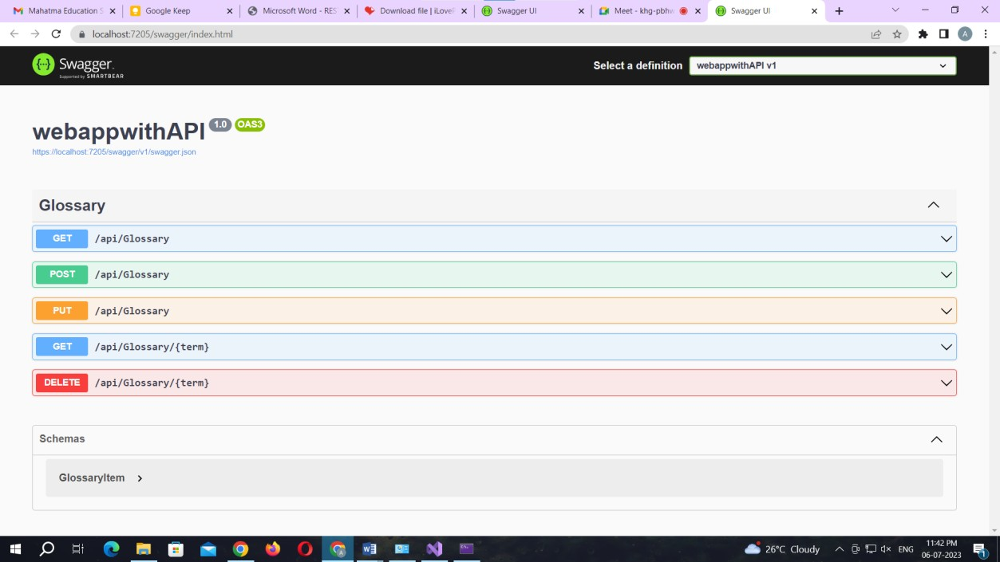 Mahatma Education S
Google Keep
Microsoft Word - RES
Download file | iLoveP
Swagger UI
Meet - khg-pbhw
Swagger UI
localhost:7205/swagger/index.html
A
Swagger.
Supported by SMARTBEAR
Select a definition
webappwithAPI v1
webappwithAPI 1.0 OAS3
https://localhost:7205/swagger/v1/swagger.json
Glossary
GET /api/Glossary
POST /api/Glossary
PUT /api/Glossary
GET /api/Glossary/{term}
DELETE /api/Glossary/{term}
Schemas
GlossaryItem
26°C Cloudy
ENG
11:42 PM
06-07-2023
1